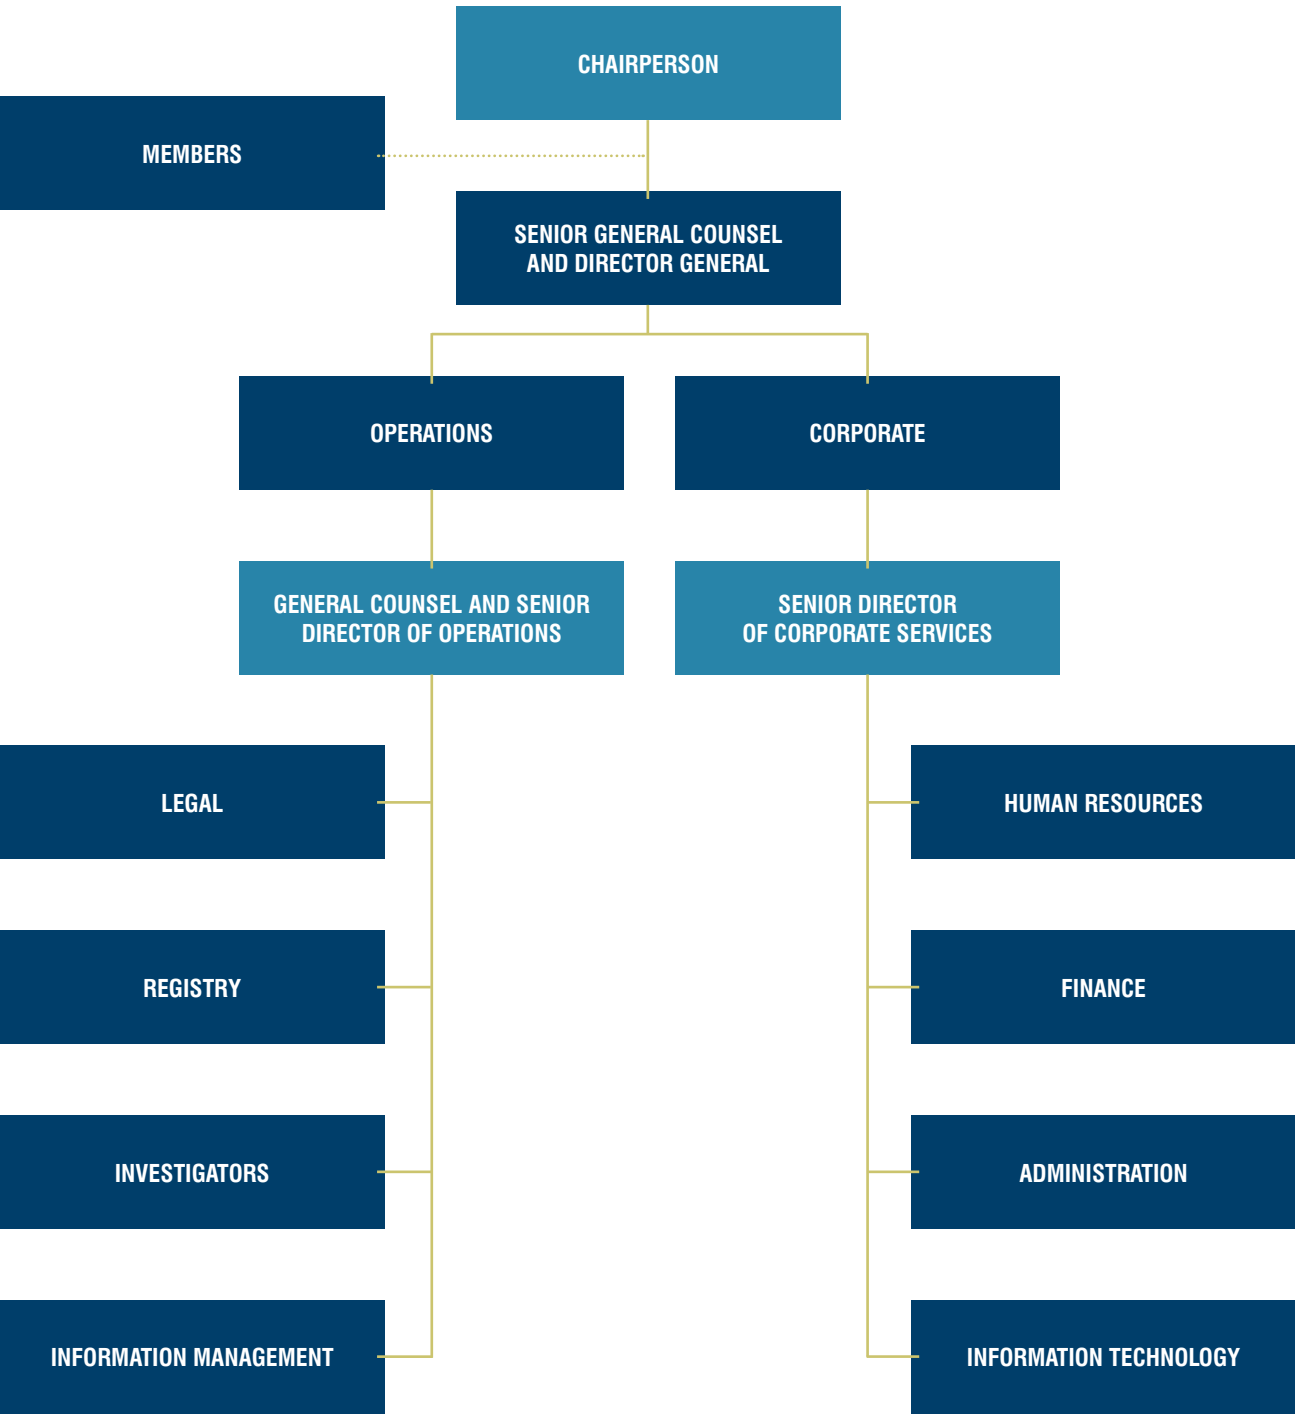 CHAIRPERSON
MEMBERS
SENIOR GENERAL COUNSEL
AND DIRECTOR GENERAL
OPERATIONS
CORPORATE
GENERAL COUNSEL AND SENIOR
DIRECTOR OF OPERATIONS
SENIOR DIRECTOR
OF CORPORATE SERVICES
LEGAL
HUMAN RESOURCES
REGISTRY
FINANCE
INVESTIGATORS
ADMINISTRATION
INFORMATION MANAGEMENT
INFORMATION TECHNOLOGY